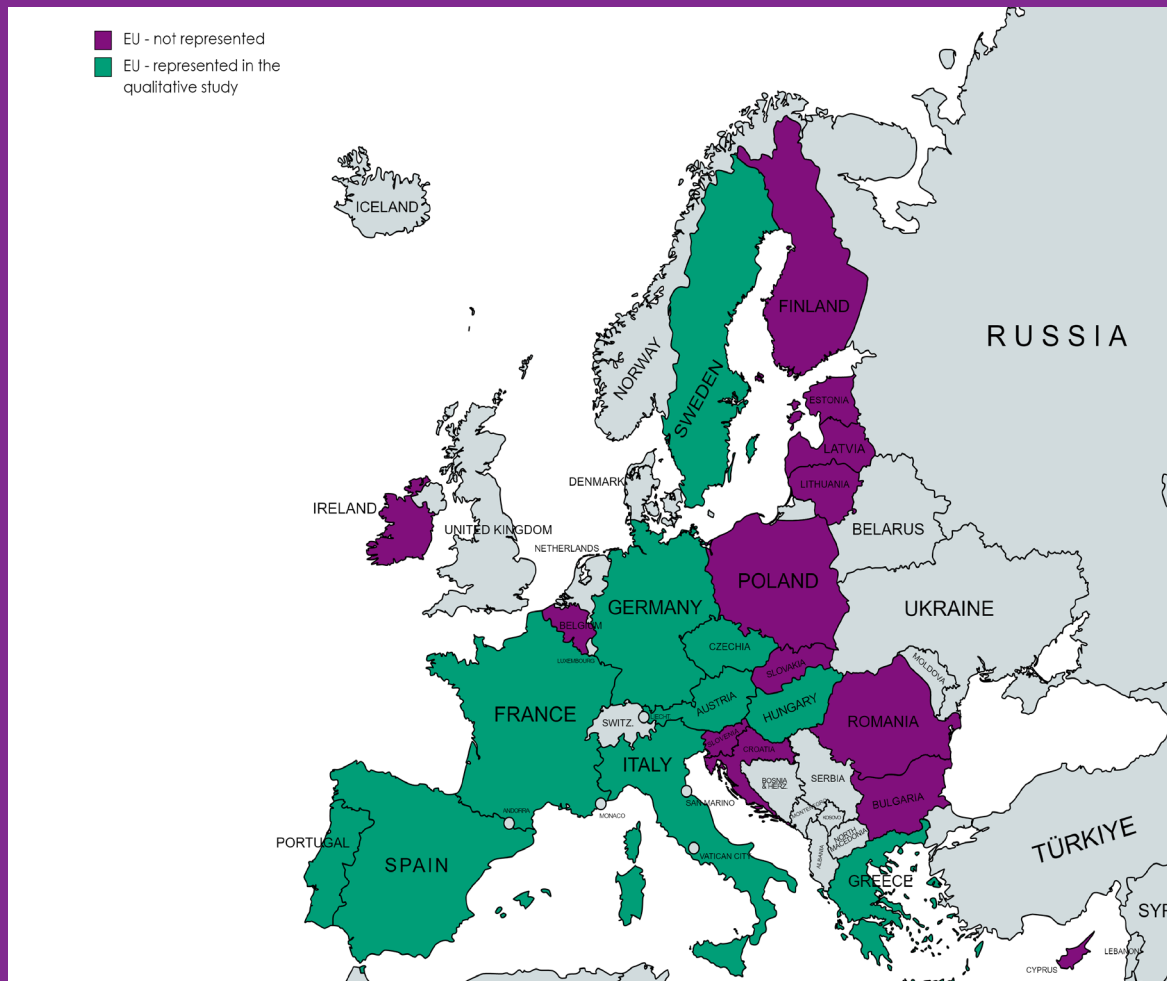 EU - not represented
EU - represented in the
qualitative study
ICELAND
FINLAND
RUSSIA
NORWAY
SWEDEN
ESTONIA
LATVIA
LITHUANIA
DENMARK
IRELAND
UNITED KINGDOM
BELARUS
NETHERLANDS
POLAND
GERMANY
UKRAINE
BELGIUM
CZECHIA
LUXEMBOURG
SLOVAKIA
MOLDOVA
AUSTRIA
HUNGARY
FRANCE
SWITZ.
LIECHT.
ROMANIA
SLOVENIA
CROATIA
ITALY
BOSNIA
& HERZ.
SERBIA
SAN MARINO
BULGARIA
MONTENEGRO
KOSOVO
ANDORRA
MONACO
NORTH
MACEDONIA
TÜRKIYE
PORTUGAL
SPAIN
VATICAN CITY
ALBANIA
GREECE
SYR
LEBANON
CYPRUS